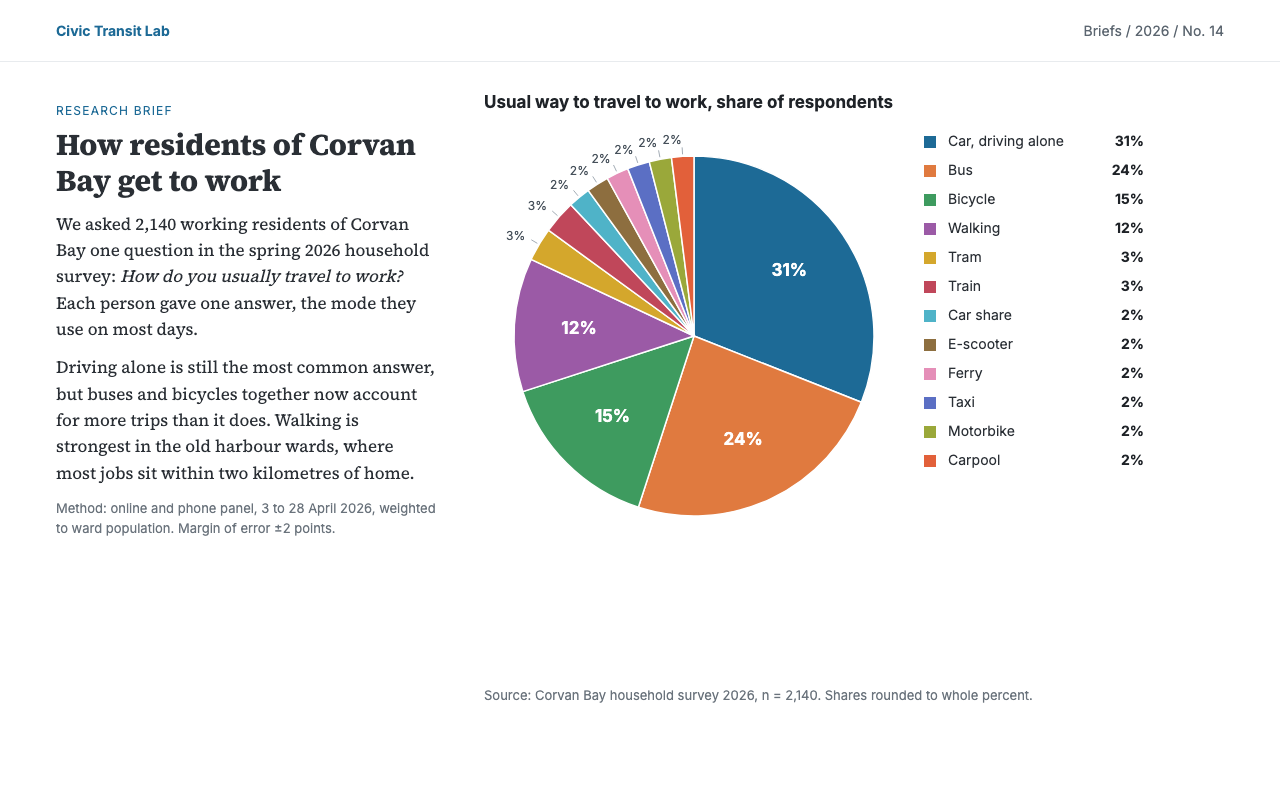 Civic Transit Lab
Briefs / 2026 / No. 14
RESEARCH BRIEF
How residents of Corvan
Bay get to work
We asked 2,140 working residents of Corvan
Bay one question in the spring 2026 household
survey: How do you usually travel to work?
Each person gave one answer, the mode they
use on most days.
Driving alone is still the most common answer,
but buses and bicycles together now account
for more trips than it does. Walking is
strongest in the old harbour wards, where
most jobs sit within two kilometres of home.
Method: online and phone panel, 3 to 28 April 2026, weighted
to ward population. Margin of error ±2 points.
Usual way to travel to work, share of respondents
31%
24%
15%
12%
3%
3%
2%
2%
2%
2%
2%
2%
Car, driving alone 31%
Bus 24%
Bicycle 15%
Walking 12%
Tram 3%
Train 3%
Car share 2%
E-scooter 2%
Ferry 2%
Taxi 2%
Motorbike 2%
Carpool 2%
Source: Corvan Bay household survey 2026, n = 2,140. Shares rounded to whole percent.